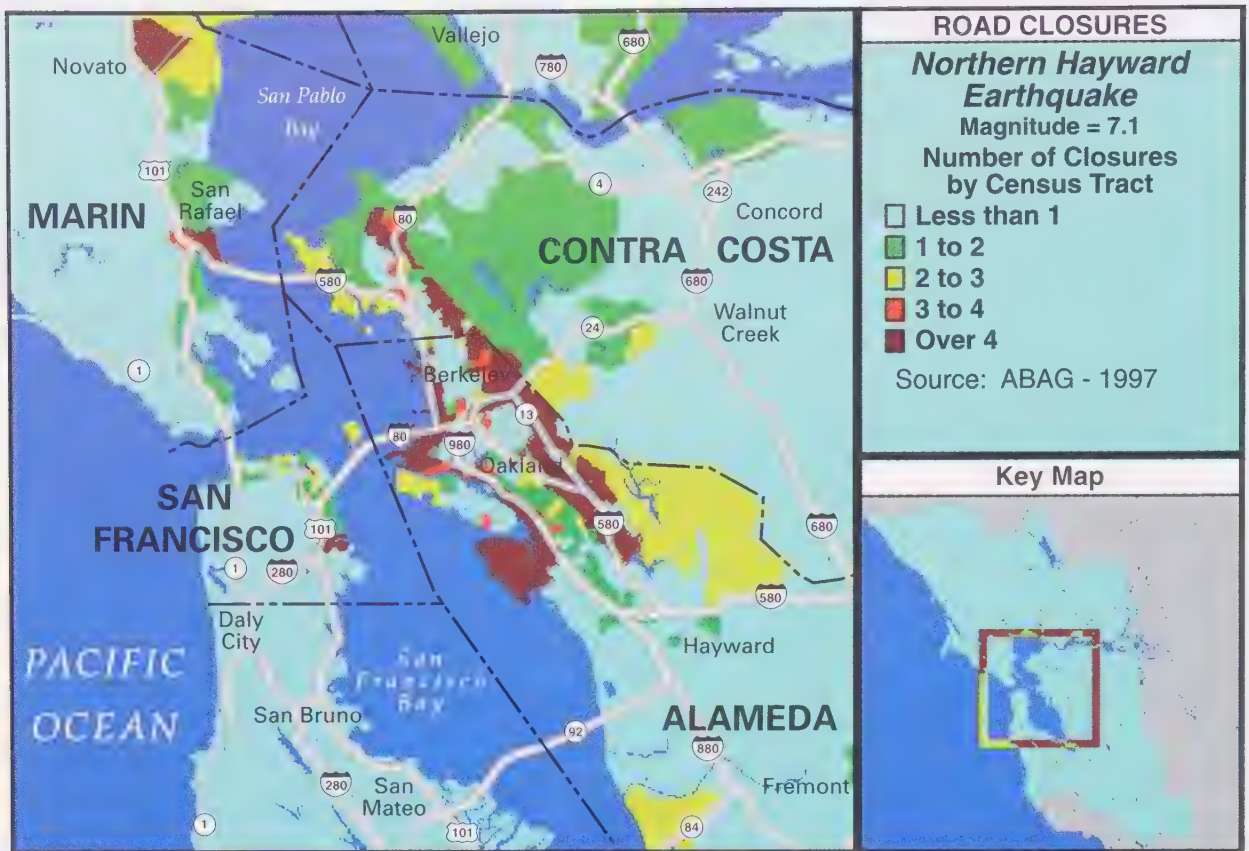 Novato
Vallejo
680
780
San Pablo
Bay
101
San
Rafael
MARIN
4
242
Concord
80
CONTRA COSTA
580
680
24
Walnut
Creek
1
Berkeley
13
80
980
Oakland
SAN
FRANCISCO
101
580
680
1
280
580
Daly
City
Hayward
PACIFIC
OCEAN
San
Francisco
Bay
San Bruno
92
ALAMEDA
880
280
San
Mateo
Fremont
1
101
84
ROAD CLOSURES
Northern Hayward
Earthquake
Magnitude = 7.1
Number of Closures
by Census Tract
Less than 1
1 to 2
2 to 3
3 to 4
Over 4
Source: ABAG - 1997
Key Map